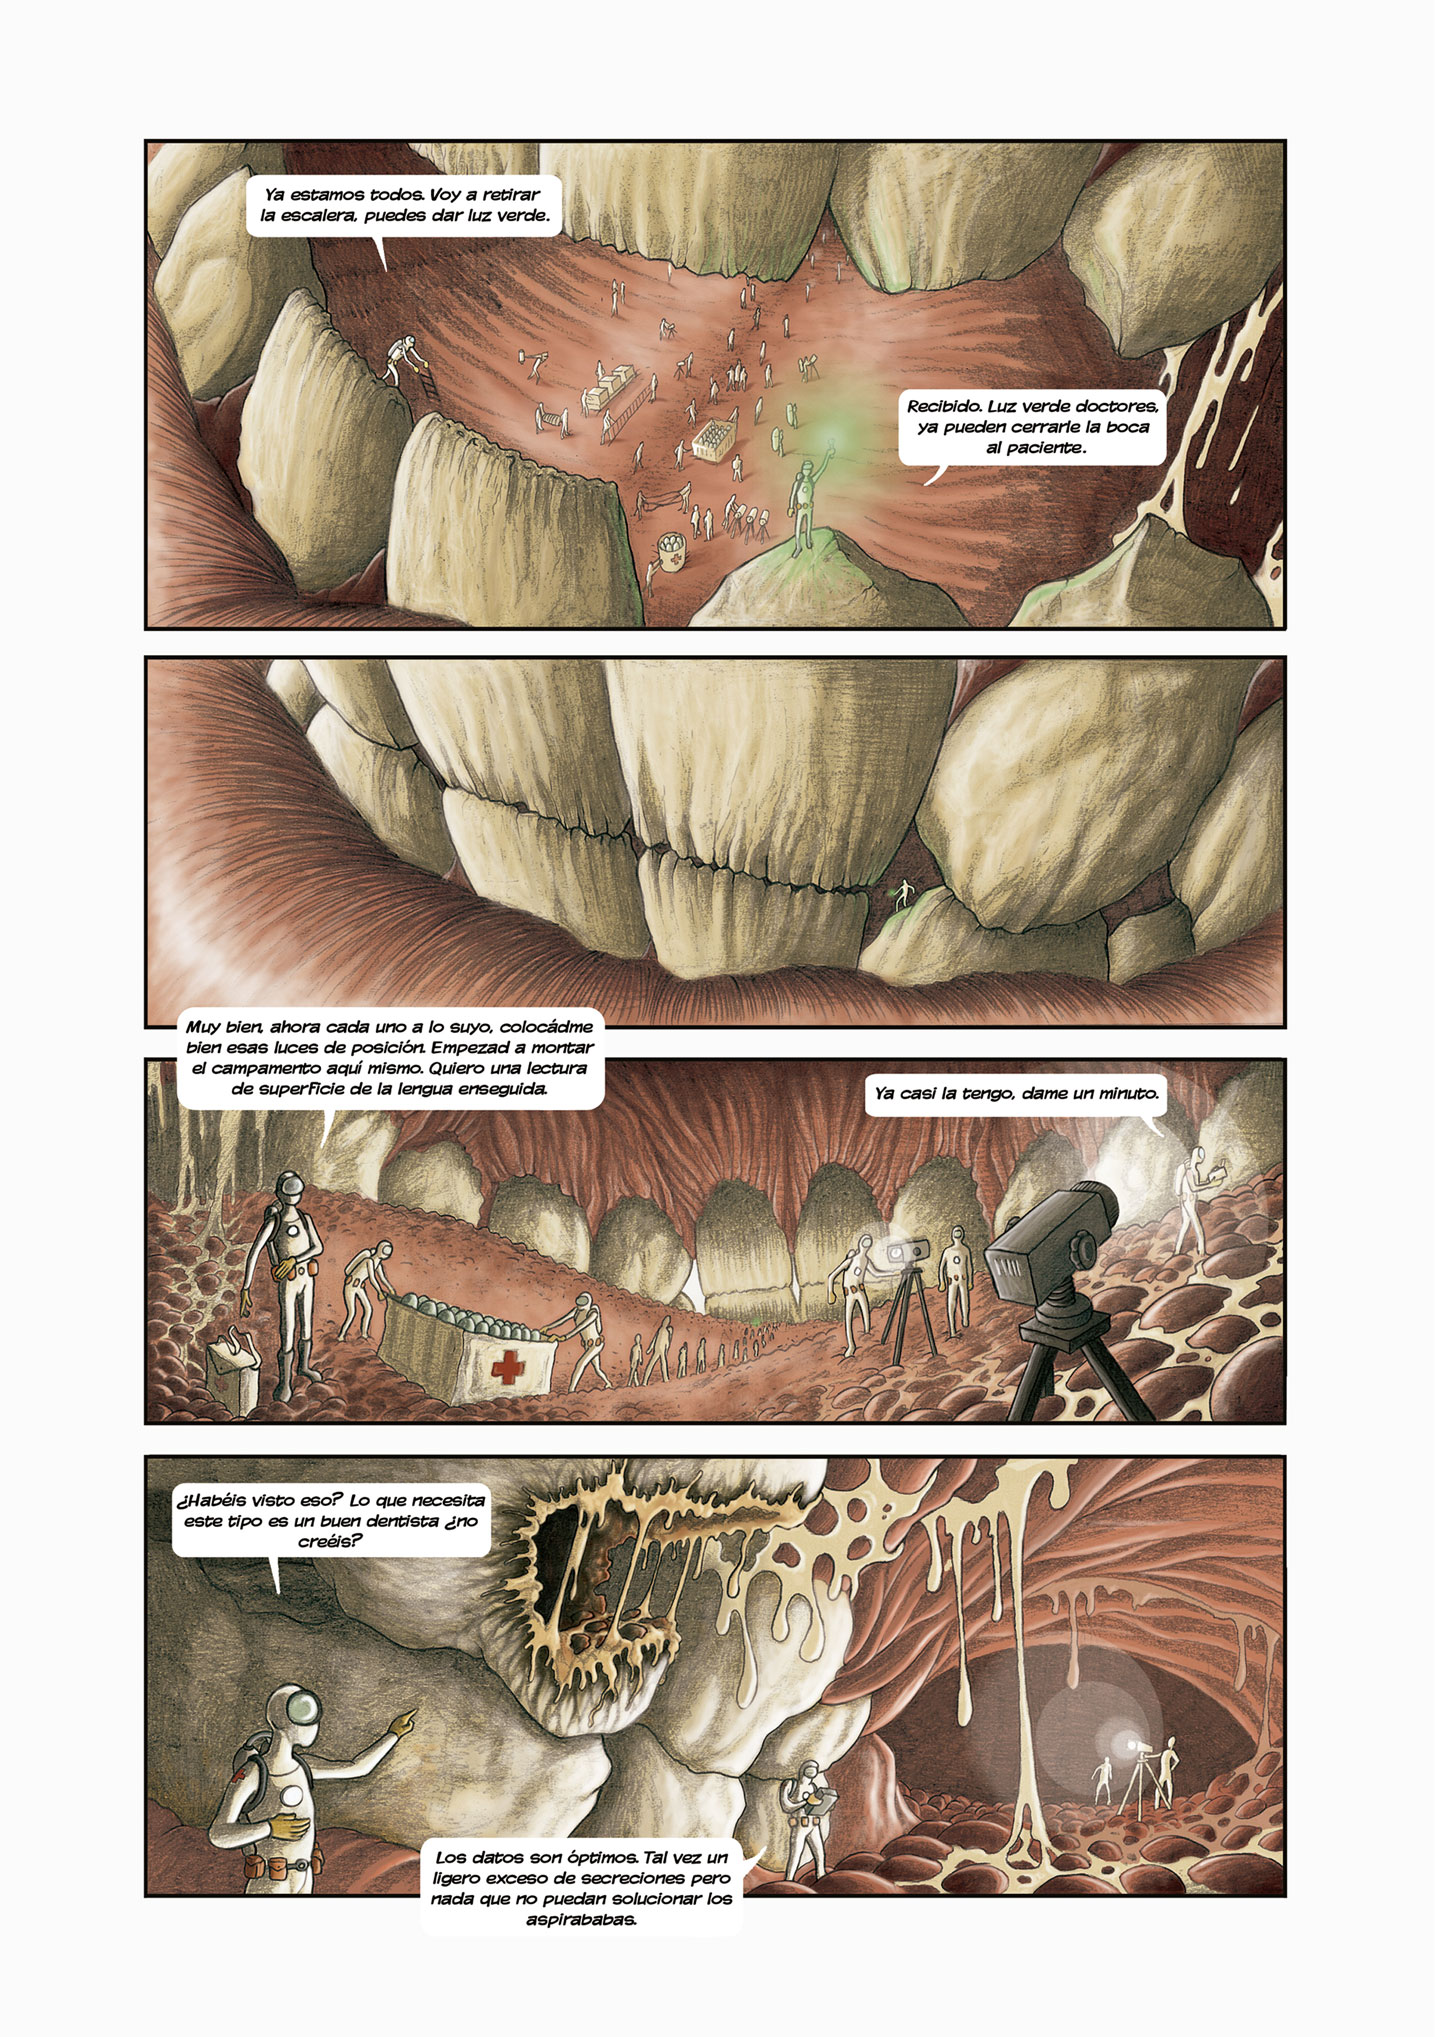 Ya estamos todos. Voy a retirar
la escalera, puedes dar luz verde.
Recibido. Luz verde doctores,
ya pueden cerrarle la boca
al paciente.
Muy bien, ahora cada uno a lo suyo, colocádme
bien esas luces de posición. Empezad a montar
el campamento aquí mismo. Quiero una lectura
de superficie de la lengua enseguida.
Ya casi la tengo, dame un minuto.
¿Habéis visto eso? Lo que necesita
este tipo es un buen dentista ¿no
creéis?
Los datos son óptimos. Tal vez un
ligero exceso de secreciones pero
nada que no puedan solucionar los
aspirababas.